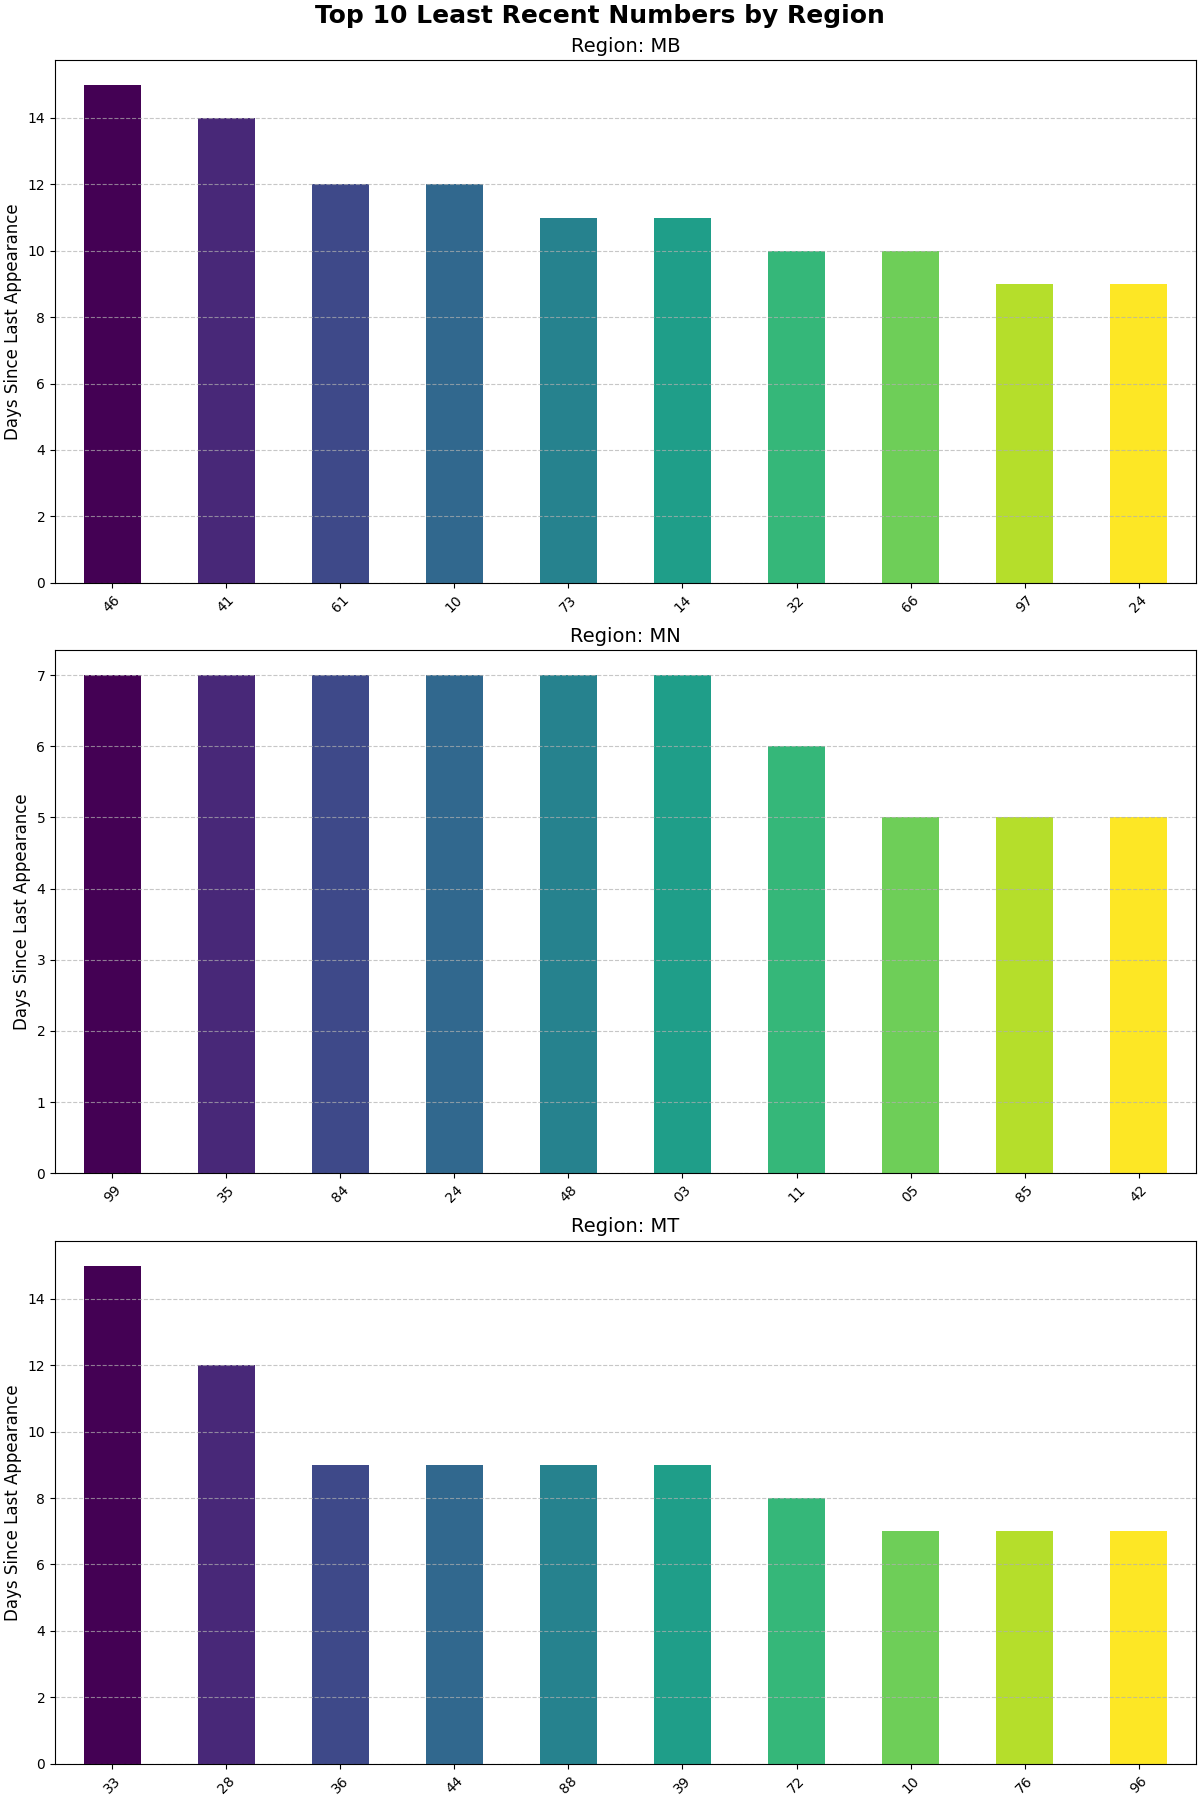 Top 10 Least Recent Numbers by Region
Region: MB
Days Since Last Appearance
14
12
10
8
6
4
2
0
46 41 61 10 73 14 32 66 97 24
Region: MN
Days Since Last Appearance
7
6
5
4
3
2
1
0
99 35 84 24 48 03 11 05 85 42
Region: MT
Days Since Last Appearance
14
12
10
8
6
4
2
0
33 28 36 44 88 39 72 10 76 96